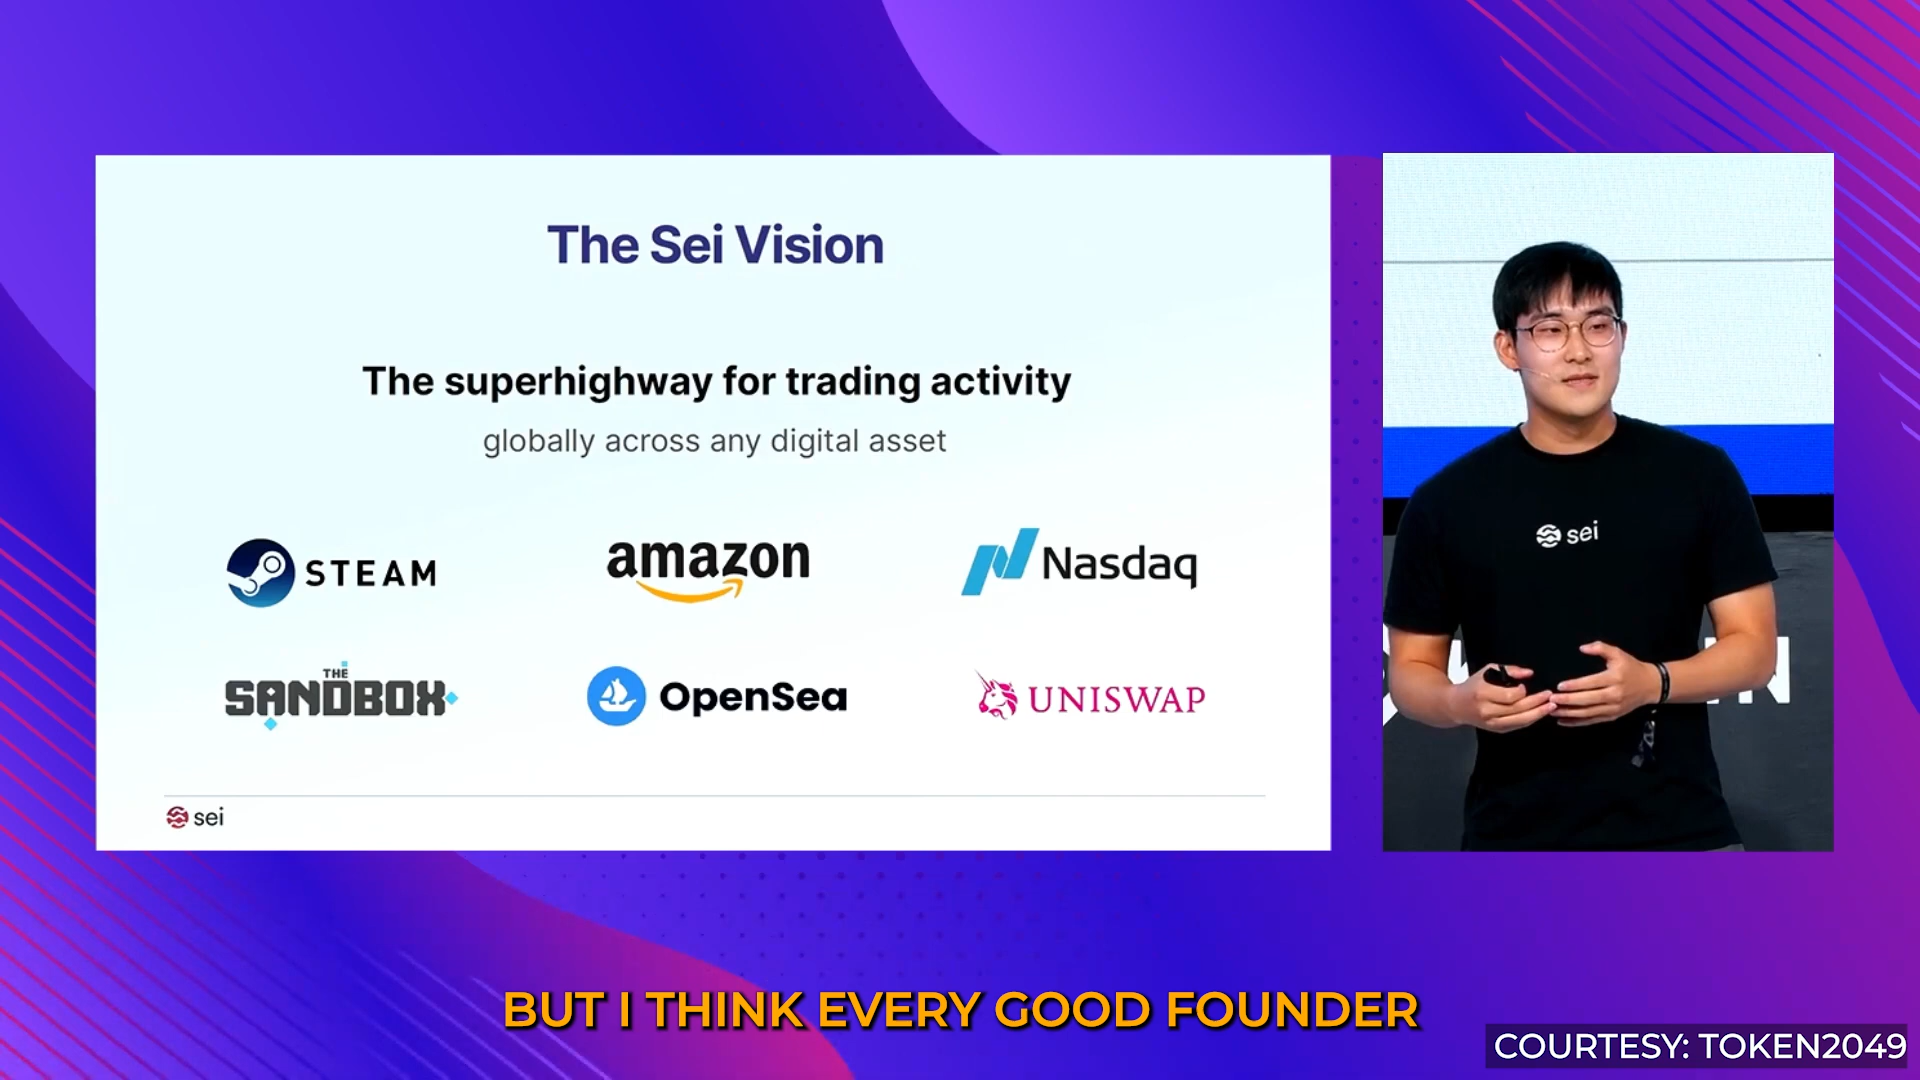 The Sei Vision
The superhighway for trading activity
globally across any digital asset
STEAM
amazon
Nasdaq
THE
SANDBOX
OpenSea
UNISWAP
sei
sei
BUT I THINK EVERY GOOD FOUNDER
COURTESY: TOKEN2049